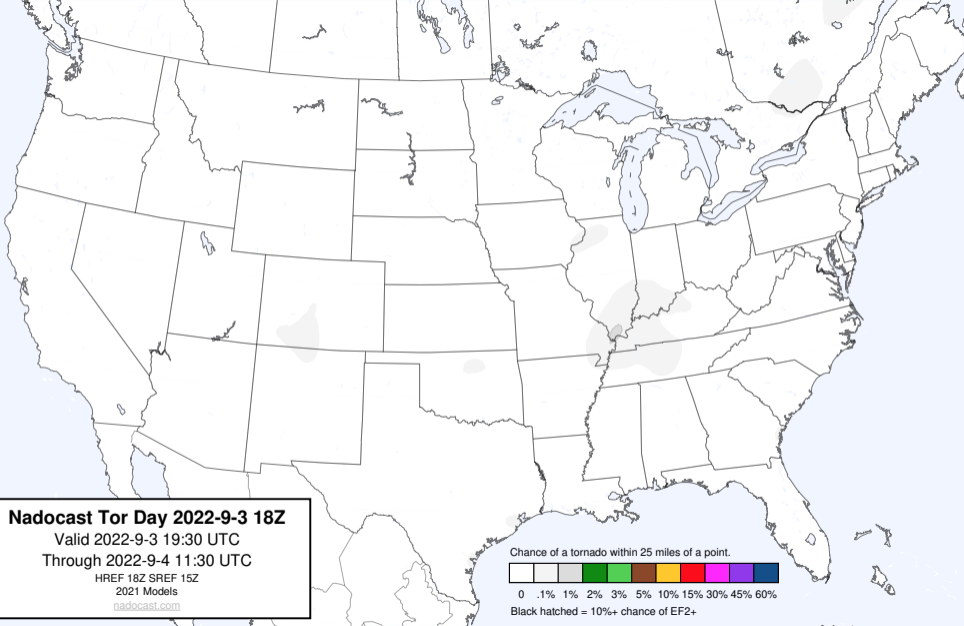 Nadocast Tor Day 2022-9-3 18Z
Valid 2022-9-3 19:30 UTC
Through 2022-9-4 11:30 UTC
HREF 18Z SREF 15Z
2021 Models
nadocast.com
Chance of a tornado within 25 miles of a point.
0 .1% 1% 2% 3% 5% 10% 15% 30% 45% 60%
Black hatched = 10%+ chance of EF2+